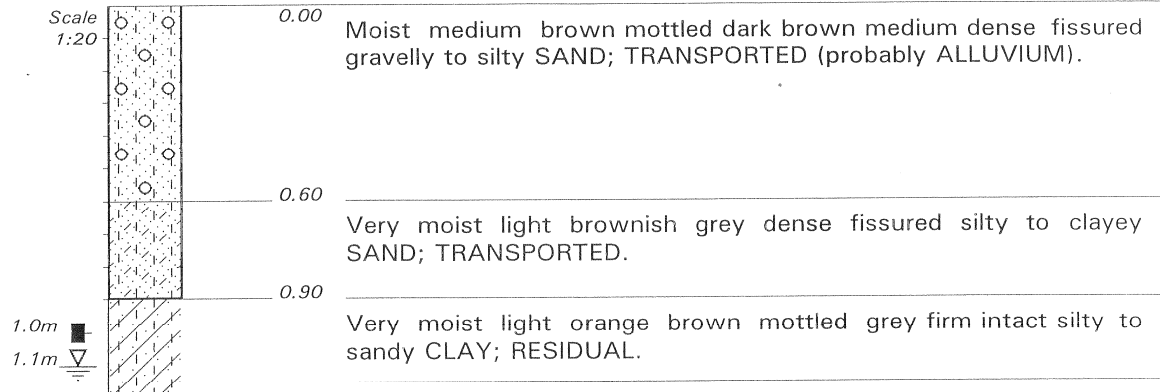 Scale
1:20
0.00
Moist medium brown mottled dark brown medium dense fissured
gravelly to silty SAND; TRANSPORTED (probably ALLUVIUM).
0.60
Very moist light brownish grey dense fissured silty to clayey
SAND; TRANSPORTED.
0.90
1.0m
1.1m
Very moist light orange brown mottled grey firm intact silty to
sandy CLAY; RESIDUAL.